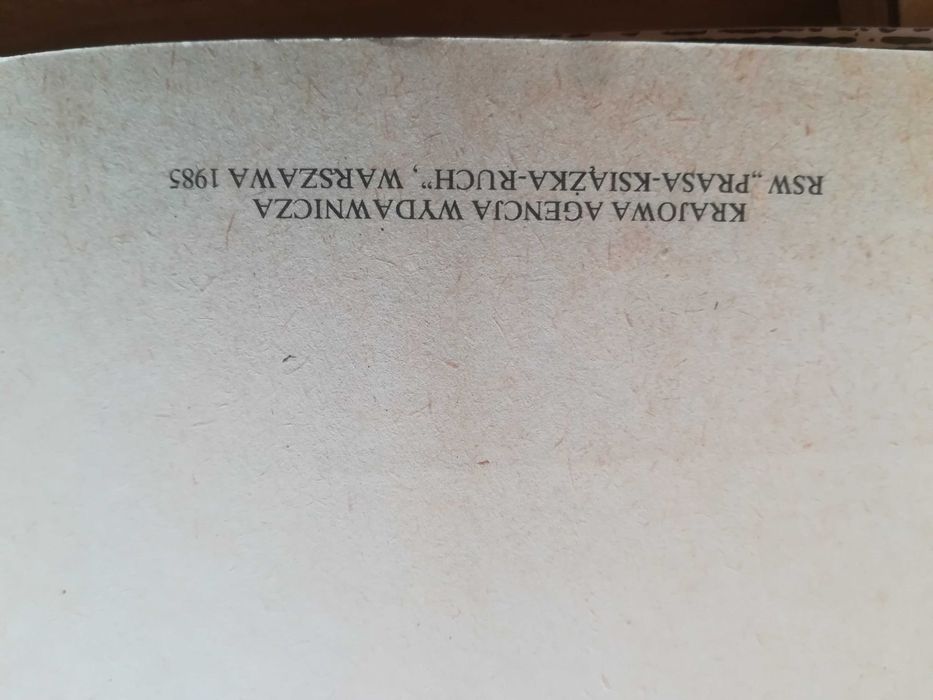 KRAJOWA AGENCJA WYDAWNICZA
RSW „PRASA-KSIĄŻKA-RUCH”, WARSZAWA 1985